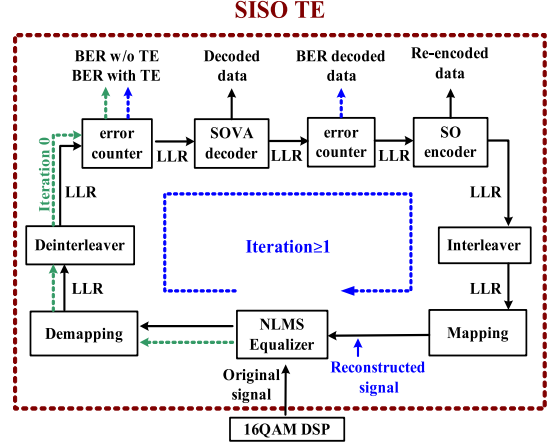 SISO TE
BER w/o TE
BER with TE
Decoded
data
BER decoded
data
Re-encoded
data
error
counter
LLR
SOVA
decoder
LLR
error
counter
LLR
SO
encoder
Iteration 0
LLR
LLR
Deinterleaver
Iteration≥1
Interleaver
LLR
LLR
Demapping
NLMS
Equalizer
Mapping
Original
signal
Reconstructed
signal
16QAM DSP